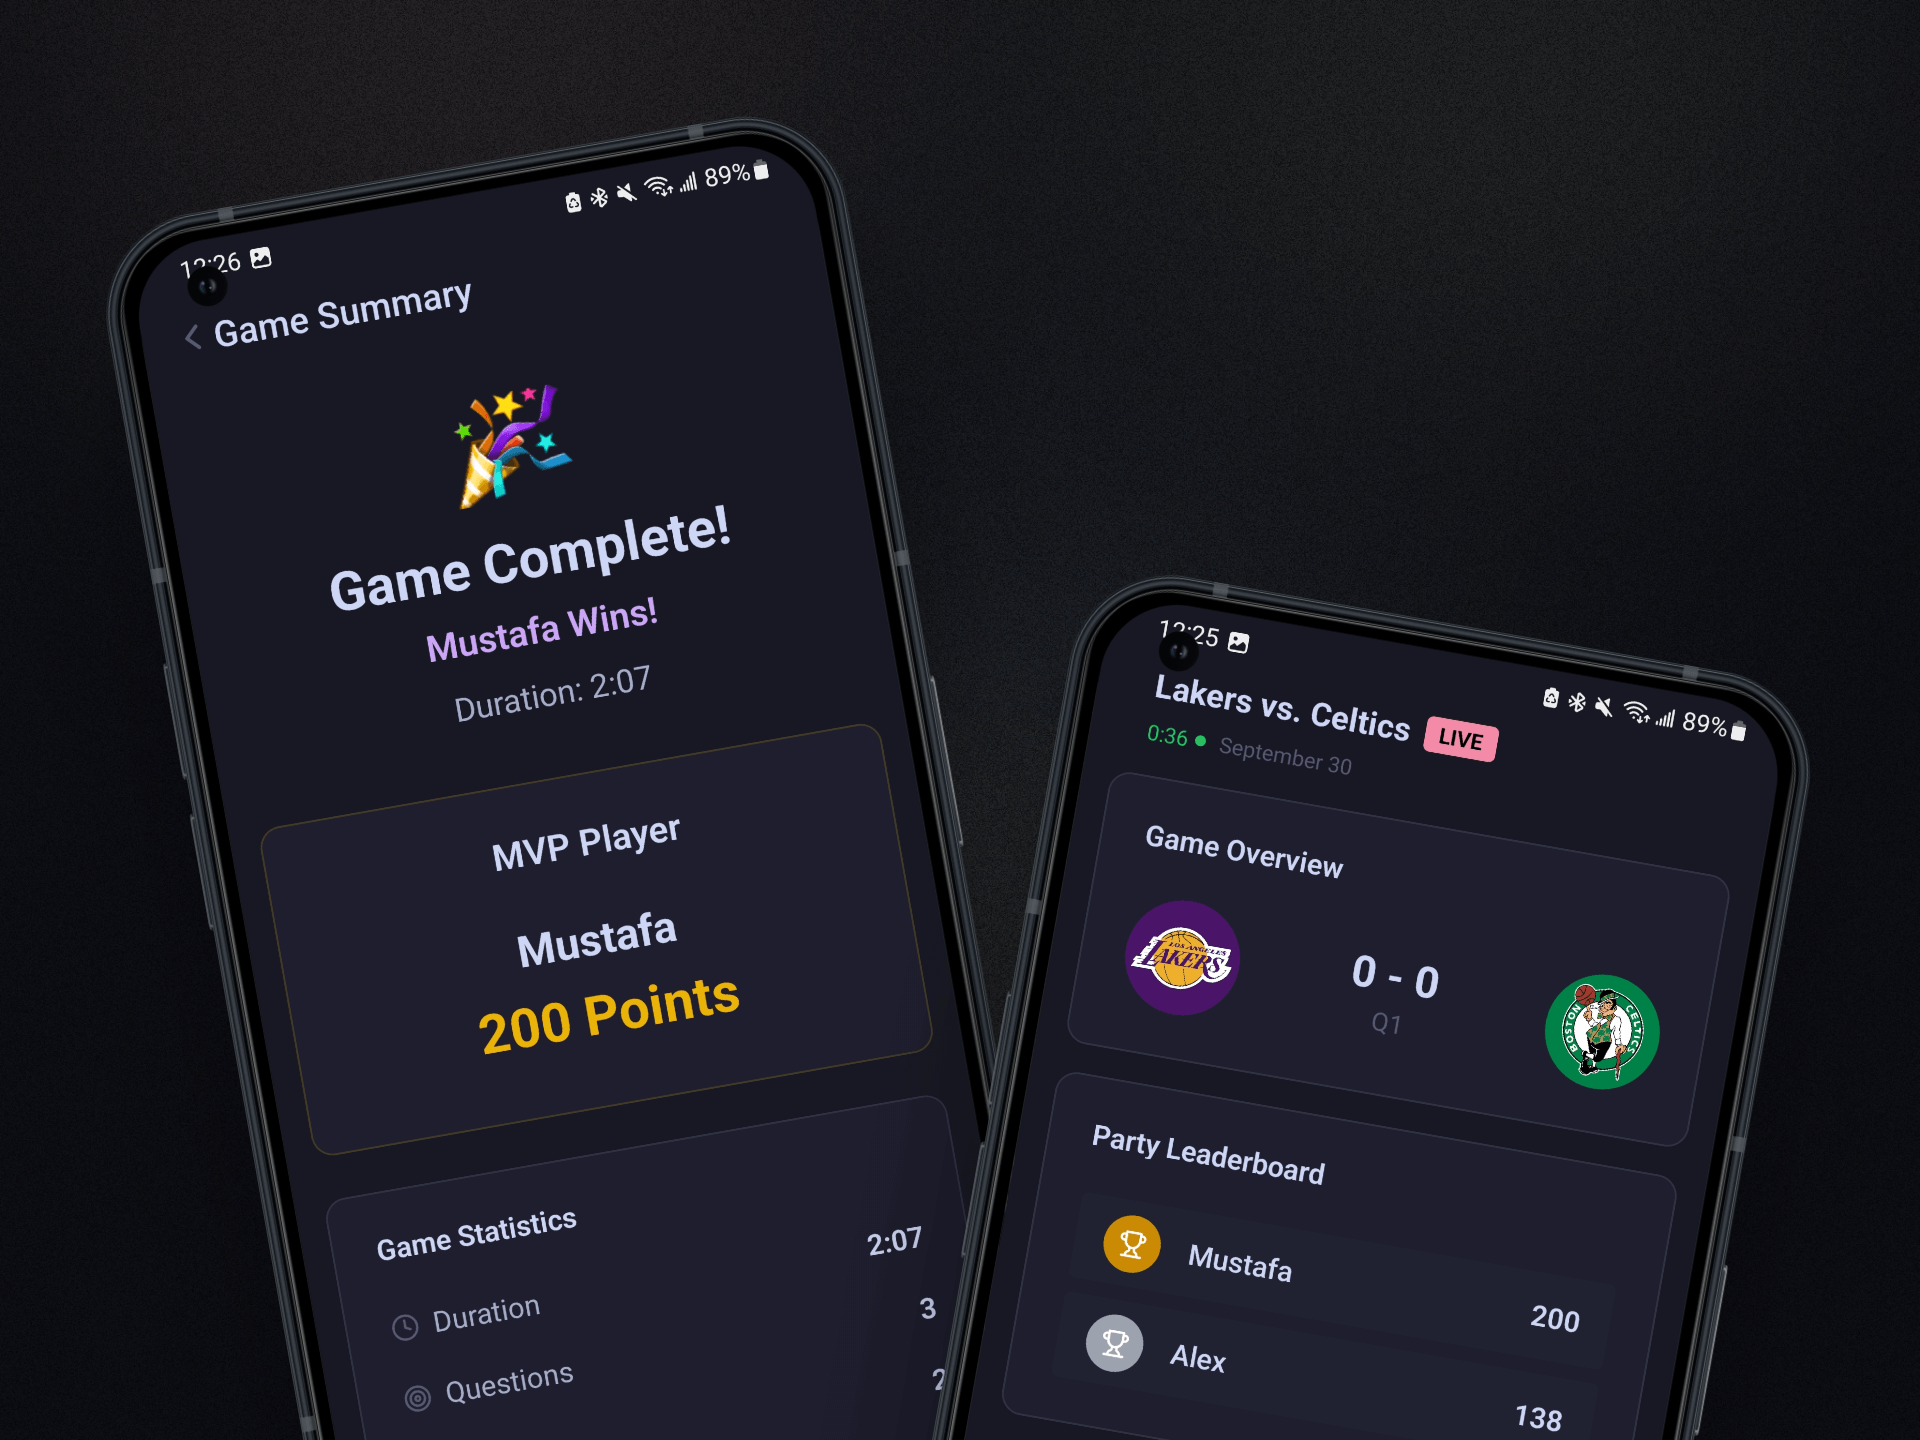 12:26
89%
Game Summary
Game Complete!
Mustafa Wins!
Duration: 2:07
MVP Player
Mustafa
200 Points
Game Statistics
Duration 2:07
Questions 3
2
12:25
89%
Lakers vs. Celtics LIVE
0:36 September 30
Game Overview
LOS ANGELES
LAKERS
0 - 0
Q1
BOSTON CELTICS
Party Leaderboard
Mustafa 200
Alex 138